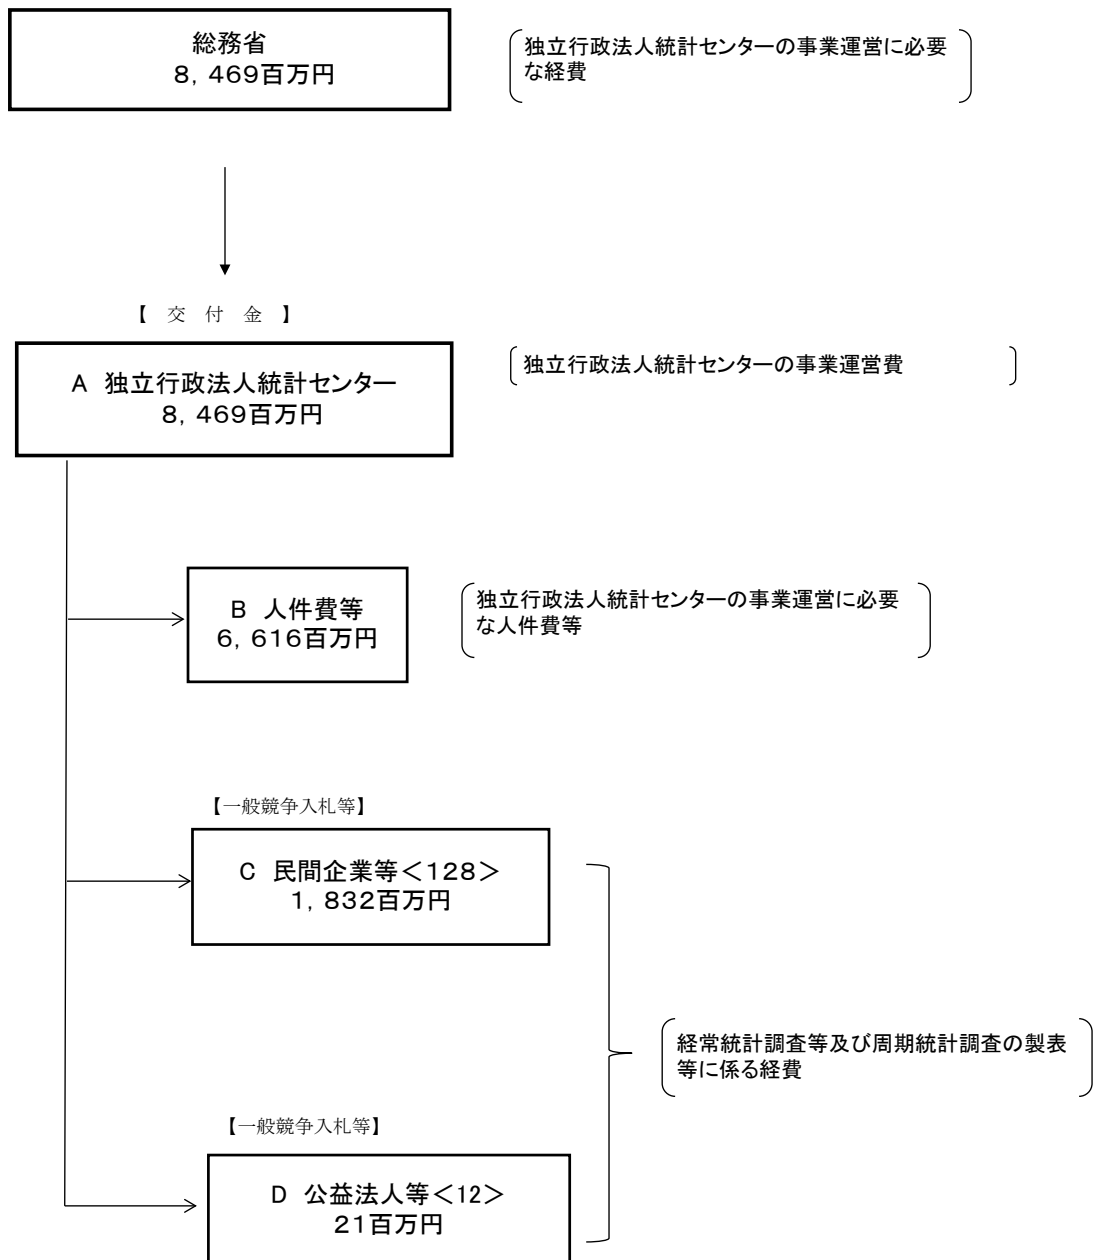 総務省
8，469百万円
独立行政法人統計センターの事業運営に必要
な経費
【 交 付 金 】
A 独立行政法人統計センター
8，469百万円
独立行政法人統計センターの事業運営費
B 人件費等
6，616百万円
独立行政法人統計センターの事業運営に必要
な人件費等
【一般競争入札等】
C 民間企業等＜128＞
1，832百万円
経常統計調査等及び周期統計調査の製表
等に係る経費
【一般競争入札等】
D 公益法人等＜12＞
21百万円